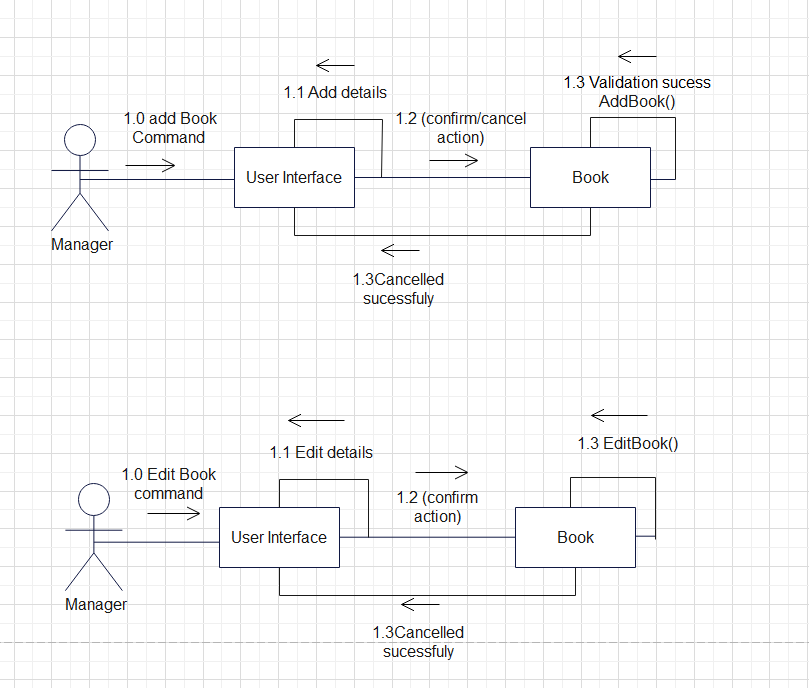 1.3 Validation sucess
AddBook()
1.1 Add details
1.0 add Book
Command
1.2 (confirm/cancel
action)
User Interface
Book
Manager
1.3Cancelled
sucessfuly
1.3 EditBook()
1.1 Edit details
1.0 Edit Book
command
1.2 (confirm
action)
User Interface
Book
Manager
1.3Cancelled
sucessfuly